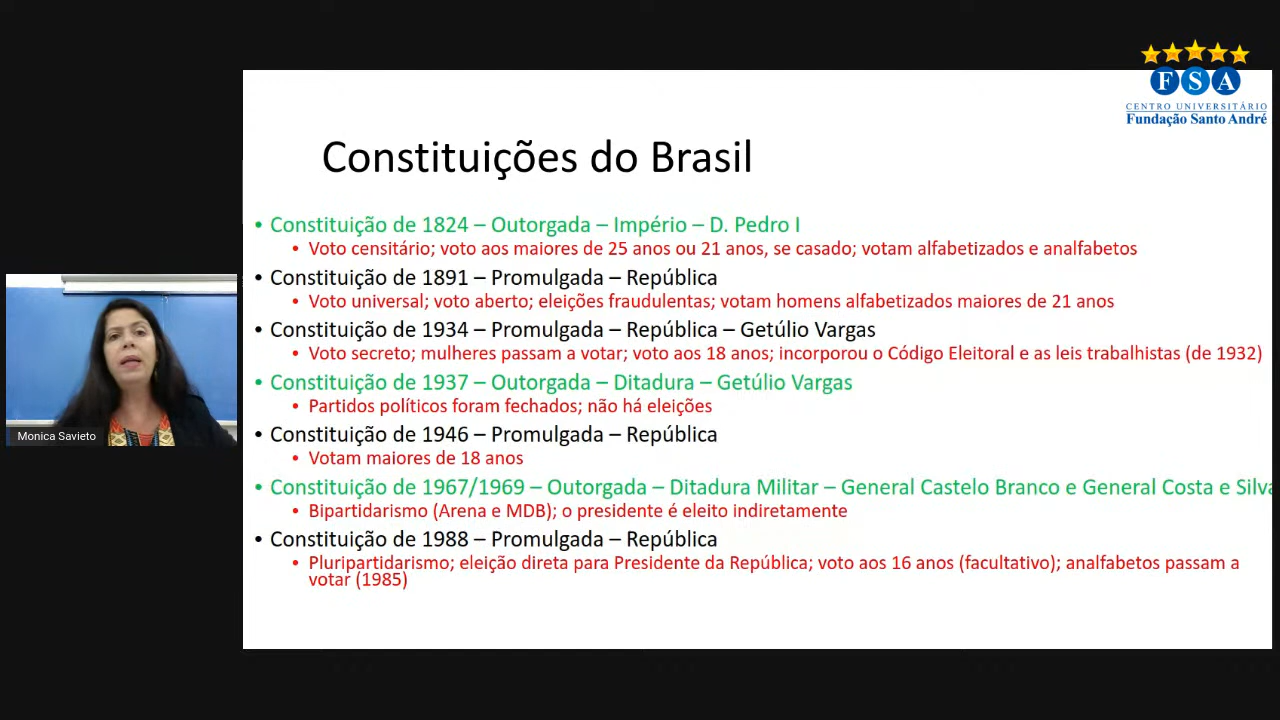 FSA
CENTRO UNIVERSITÁRIO
Fundação Santo André
Constituições do Brasil
• Constituição de 1824 – Outorgada – Império – D. Pedro I
• Voto censitário; voto aos maiores de 25 anos ou 21 anos, se casado; votam alfabetizados e analfabetos
• Constituição de 1891 – Promulgada – República
• Voto universal; voto aberto; eleições fraudulentas; votam homens alfabetizados maiores de 21 anos
• Constituição de 1934 – Promulgada – República – Getúlio Vargas
• Voto secreto; mulheres passam a votar; voto aos 18 anos; incorporou o Código Eleitoral e as leis trabalhistas (de 1932)
• Constituição de 1937 – Outorgada – Ditadura – Getúlio Vargas
• Partidos políticos foram fechados; não há eleições
• Constituição de 1946 – Promulgada – República
• Votam maiores de 18 anos
• Constituição de 1967/1969 – Outorgada – Ditadura Militar – General Castelo Branco e General Costa e Silva
• Bipartidarismo (Arena e MDB); o presidente é eleito indiretamente
• Constituição de 1988 – Promulgada – República
• Pluripartidarismo; eleição direta para Presidente da República; voto aos 16 anos (facultativo); analfabetos passam a
votar (1985)
Monica Savieto